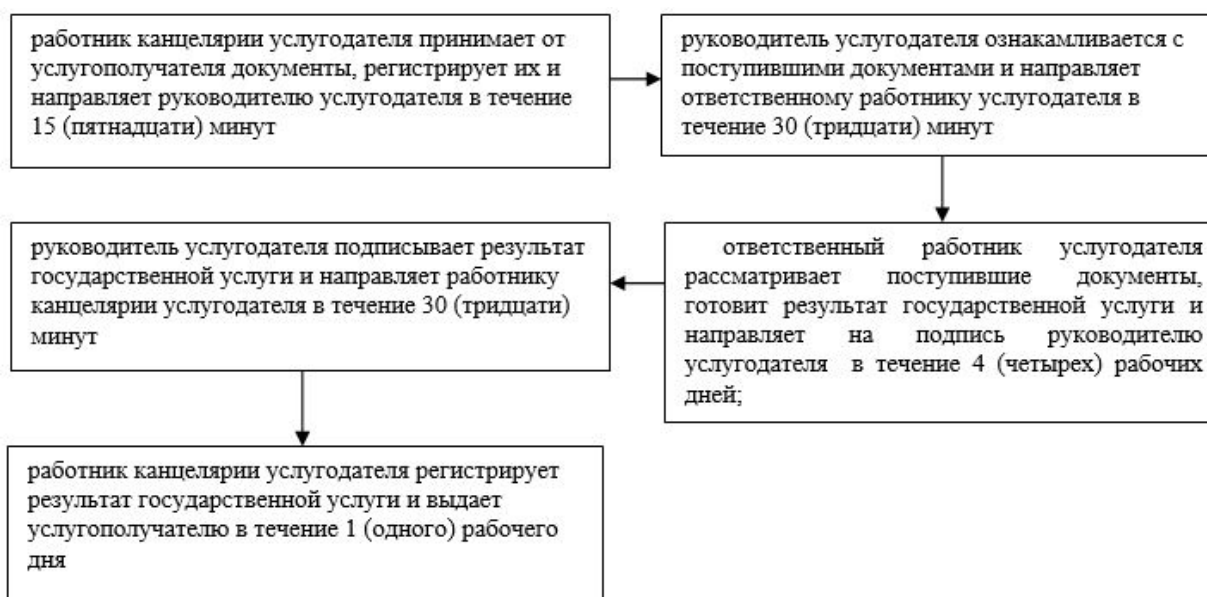 работник канцелярии услугодателя принимает от
услугополучателя документы, регистрирует их и
направляет руководителю услугодателя в течение
15 (пятнадцати) минут
руководитель услугодателя ознакамливается с
поступившими документами и направляет
ответственному работнику услугодателя в
течение 30 (тридцати) минут
ответственный работник услугодателя
рассматривает поступившие документы,
готовит результат государственной услуги и
направляет на подпись руководителю
услугодателя в течение 4 (четырех) рабочих
дней;
руководитель услугодателя подписывает результат
государственной услуги и направляет работнику
канцелярии услугодателя в течение 30 (тридцати)
минут
работник канцелярии услугодателя регистрирует
результат государственной услуги и выдает
услугополучателю в течение 1 (одного) рабочего
дня